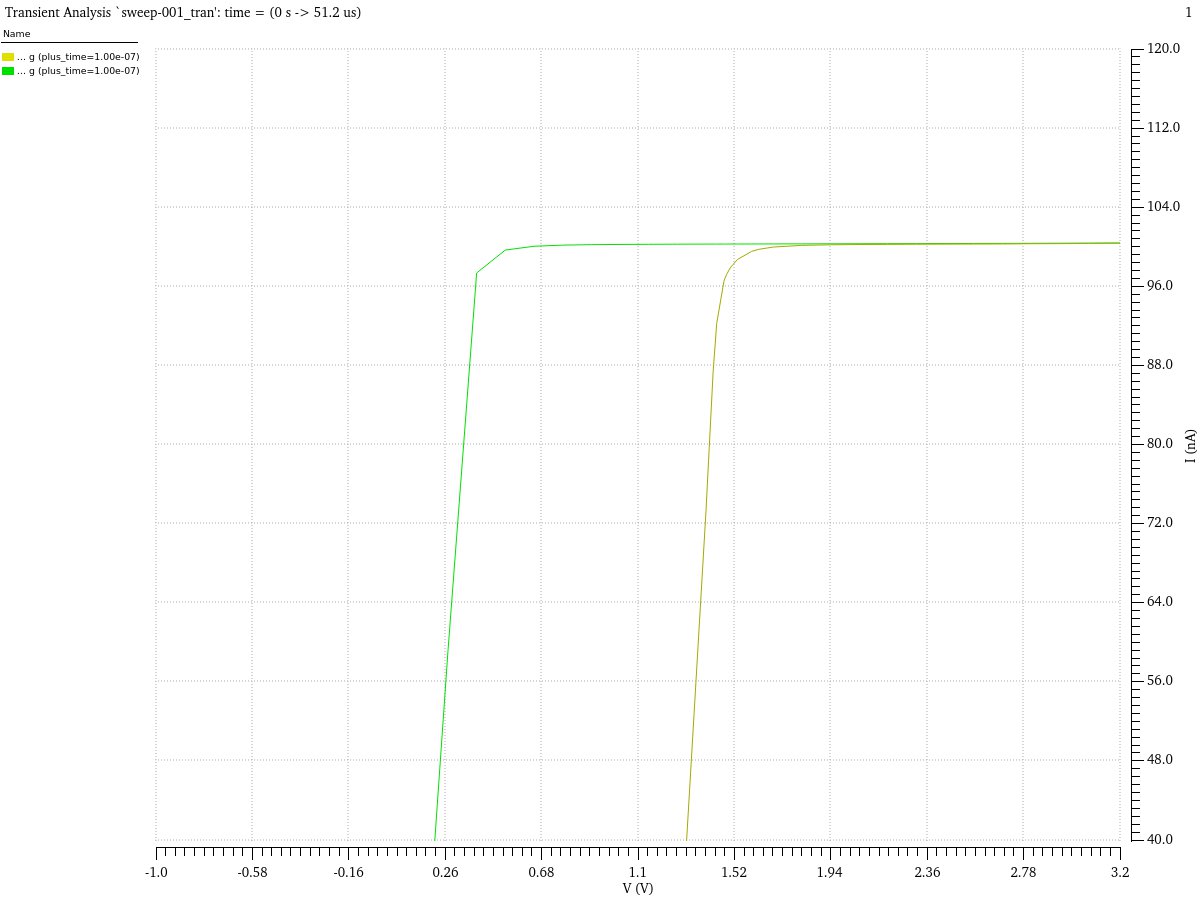 Transient Analysis `sweep-001_tran': time = (0 s -> 51.2 us)
1
Name
... g (plus_time=1.00e-07)
... g (plus_time=1.00e-07)
120.0
112.0
104.0
96.0
88.0
80.0
72.0
64.0
56.0
48.0
40.0
I (nA)
-1.0 -0.58 -0.16 0.26 0.68 1.1 1.52 1.94 2.36 2.78 3.2
V (V)